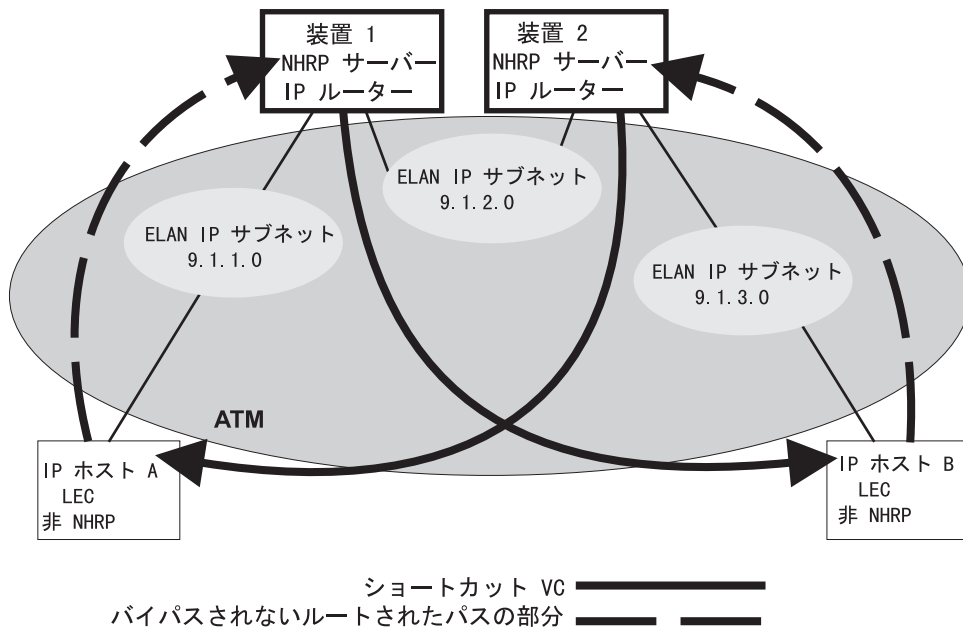 装置 1
NHRP サーバー
IP ルーター
装置 2
NHRP サーバー
IP ルーター
ELAN IP サブネット
9.1.2.0
ELAN IP サブネット
9.1.1.0
ELAN IP サブネット
9.1.3.0
ATM
IP ホスト A
LEC
非 NHRP
IP ホスト B
LEC
非 NHRP
ショートカット VC
バイパスされないルートされたパスの部分